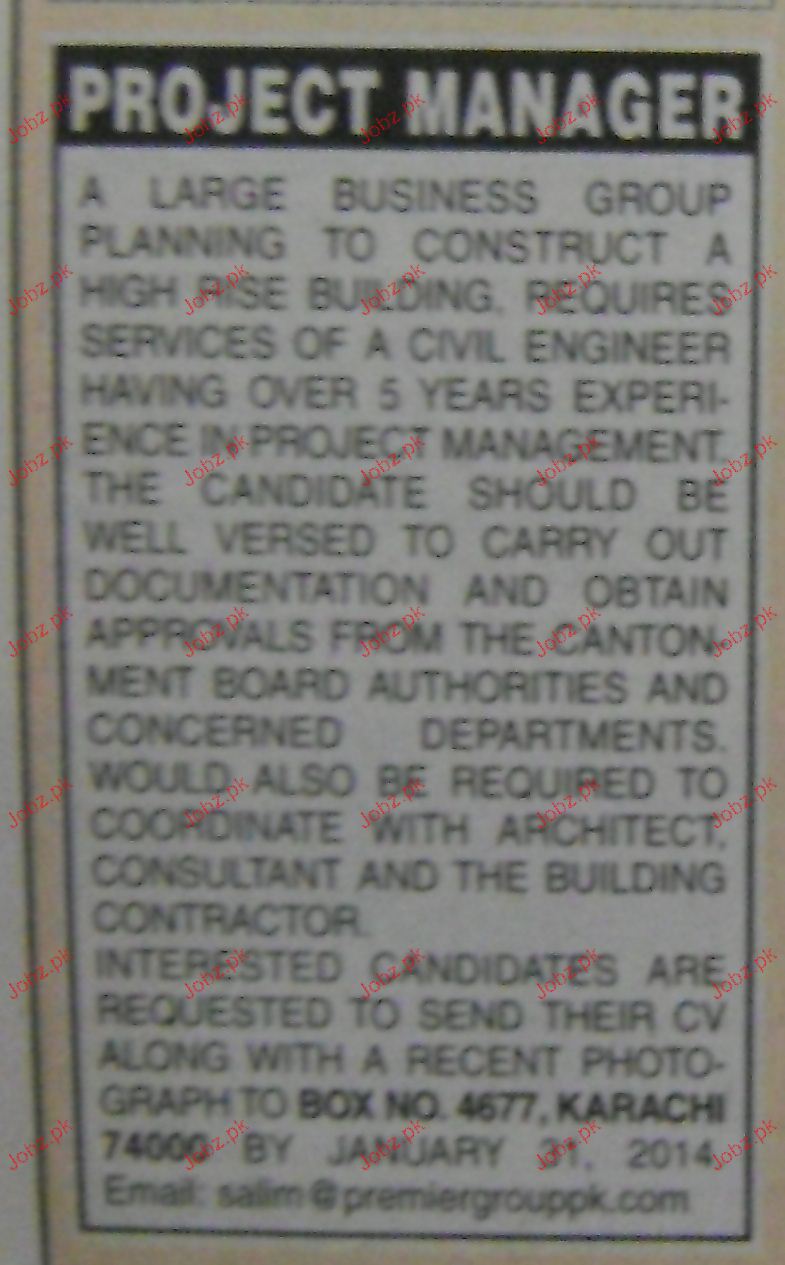 PROJECT MANAGER
A LARGE BUSINESS GROUP
PLANNING TO CONSTRUCT A
HIGH RISE BUILDING, REQUIRES
SERVICES OF A CIVIL ENGINEER
HAVING OVER 5 YEARS EXPERI-
ENCE IN PROJECT MANAGEMENT.
THE CANDIDATE SHOULD BE
WELL VERSED TO CARRY OUT
DOCUMENTATION AND OBTAIN
APPROVALS FROM THE CANTON-
MENT BOARD AUTHORITIES AND
CONCERNED DEPARTMENTS.
WOULD ALSO BE REQUIRED TO
COORDINATE WITH ARCHITECT,
CONSULTANT AND THE BUILDING
CONTRACTOR.
INTERESTED CANDIDATES ARE
REQUESTED TO SEND THEIR CV
ALONG WITH A RECENT PHOTO-
GRAPH TO BOX NO. 4677, KARACHI
74000 BY JANUARY 31, 2014.
Email: salim@premiergrouppk.com
Jobz.pk